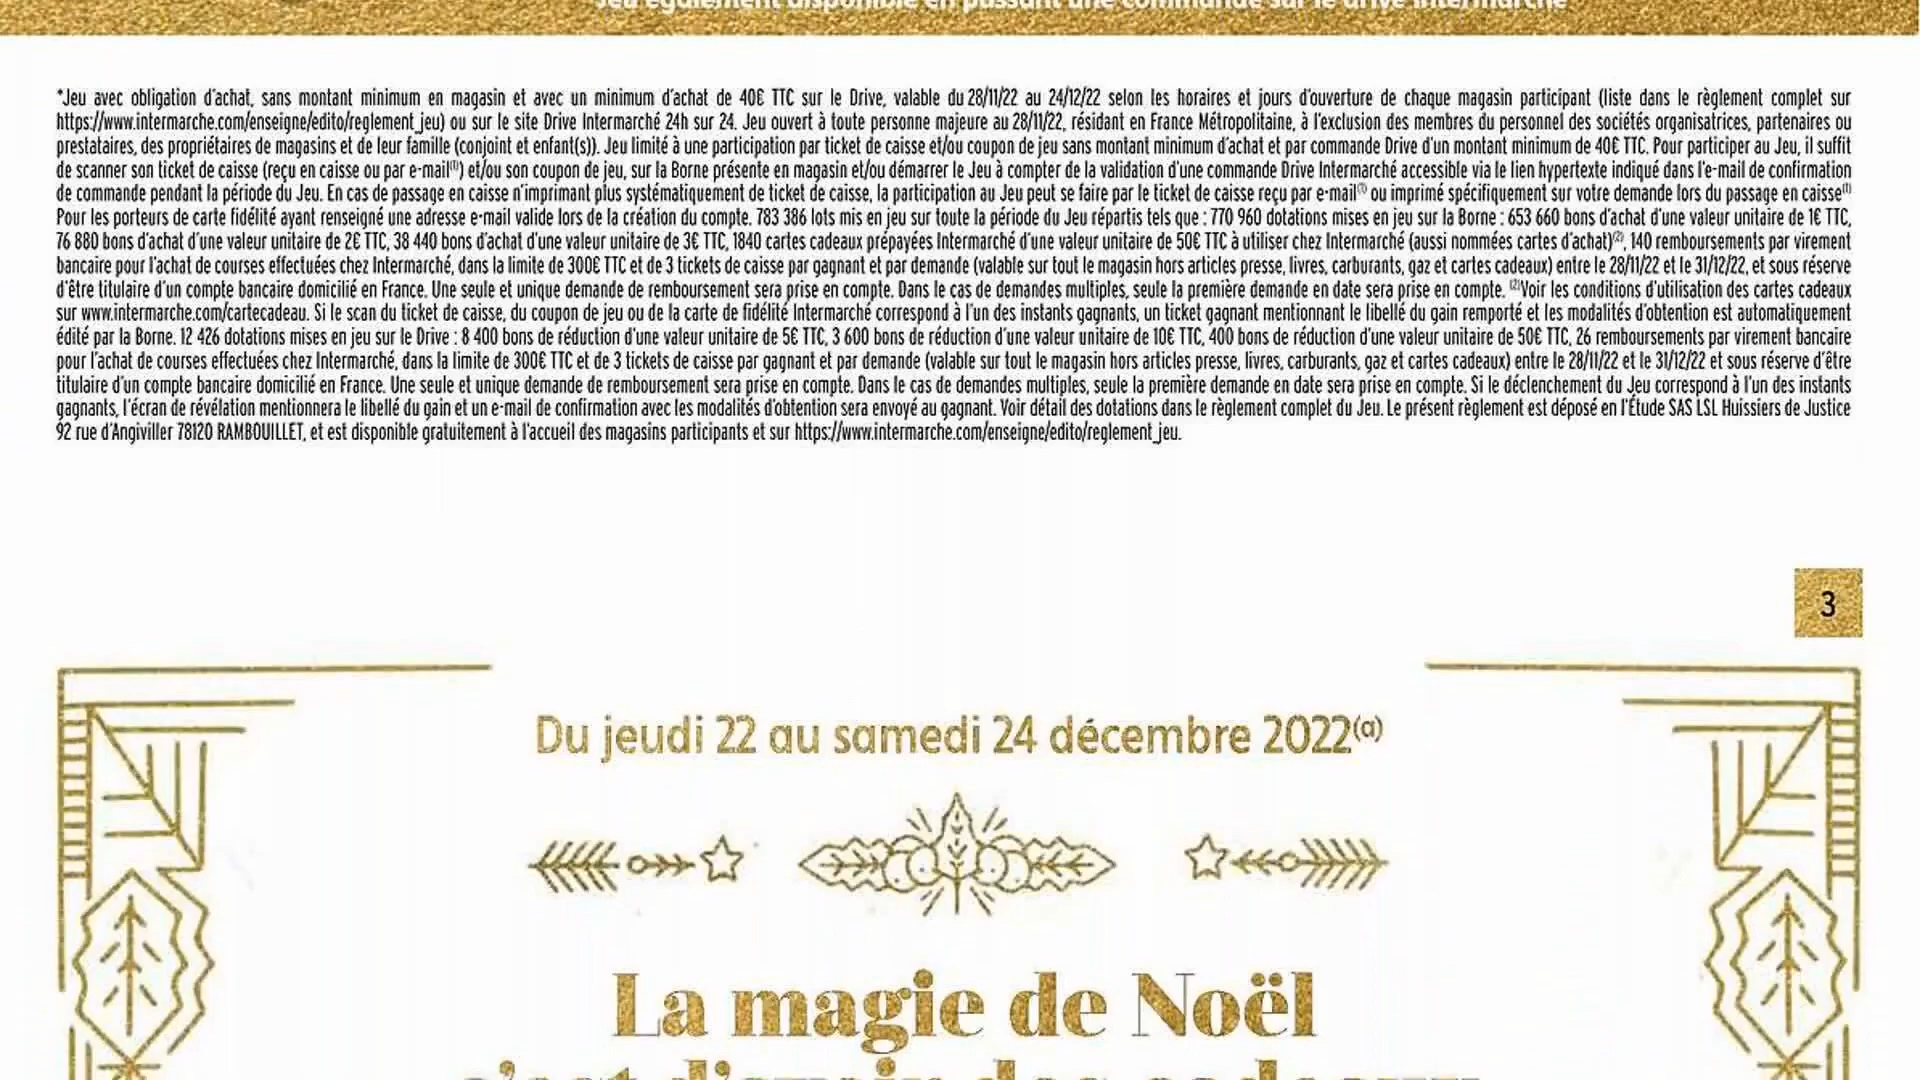 Jeu également disponible en passant une commande sur le drive Intermarché
*Jeu avec obligation d'achat, sans montant minimum en magasin et avec un minimum d'achat de 40€ TTC sur le Drive, valable du 28/11/22 au 24/12/22 selon les horaires et jours d'ouverture de chaque magasin participant (liste dans le règlement complet sur
https://www.intermarche.com/enseigne/edito/reglement_jeu) ou sur le site Drive Intermarché 24h sur 24. Jeu ouvert à toute personne majeure au 28/11/22, résidant en France Métropolitaine, à l'exclusion des membres du personnel des sociétés organisatrices, partenaires ou
prestataires, des propriétaires de magasins et de leur famille (conjoint et enfant(s)). Jeu limité à une participation par ticket de caisse et/ou coupon de jeu sans montant minimum d'achat et par commande Drive d'un montant minimum de 40€ TTC. Pour participer au Jeu, il suffit
de scanner son ticket de caisse (reçu en caisse ou par e-mail(1)) et/ou son coupon de jeu, sur la Borne présente en magasin et/ou démarrer le Jeu à compter de la validation d'une commande Drive Intermarché accessible via le lien hypertexte indiqué dans l'e-mail de confirmation
de commande pendant la période du Jeu. En cas de passage en caisse n'imprimant plus systématiquement de ticket de caisse, la participation au Jeu peut se faire par le ticket de caisse reçu par e-mail(1) ou imprimé spécifiquement sur votre demande lors du passage en caisse(1)
Pour les porteurs de carte fidélité ayant renseigné une adresse e-mail valide lors de la création du compte. 783 386 lots mis en jeu sur toute la période du Jeu répartis tels que : 770 960 dotations mises en jeu sur la Borne : 653 660 bons d'achat d'une valeur unitaire de 1€ TTC,
76 880 bons d'achat d'une valeur unitaire de 2€ TTC, 38 440 bons d'achat d'une valeur unitaire de 3€ TTC, 1840 cartes cadeaux prépayées Intermarché d'une valeur unitaire de 50€ TTC à utiliser chez Intermarché (aussi nommées cartes d'achat)(2), 140 remboursements par virement
bancaire pour l'achat de courses effectuées chez Intermarché, dans la limite de 300€ TTC et de 3 tickets de caisse par gagnant et par demande (valable sur tout le magasin hors articles presse, livres, carburants, gaz et cartes cadeaux) entre le 28/11/22 et le 31/12/22, et sous réserve
d'être titulaire d'un compte bancaire domicilié en France. Une seule et unique demande de remboursement sera prise en compte. Dans le cas de demandes multiples, seule la première demande en date sera prise en compte. (2)Voir les conditions d'utilisation des cartes cadeaux
sur www.intermarche.com/cartecadeau. Si le scan du ticket de caisse, du coupon de jeu ou de la carte de fidélité Intermarché correspond à l'un des instants gagnants, un ticket gagnant mentionnant le libellé du gain remporté et les modalités d'obtention est automatiquement
édité par la Borne. 12 426 dotations mises en jeu sur le Drive : 8 400 bons de réduction d'une valeur unitaire de 5€ TTC, 3 600 bons de réduction d'une valeur unitaire de 10€ TTC, 400 bons de réduction d'une valeur unitaire de 50€ TTC, 26 remboursements par virement bancaire
pour l'achat de courses effectuées chez Intermarché, dans la limite de 300€ TTC et de 3 tickets de caisse par gagnant et par demande (valable sur tout le magasin hors articles presse, livres, carburants, gaz et cartes cadeaux) entre le 28/11/22 et le 31/12/22 et sous réserve d'être
titulaire d'un compte bancaire domicilié en France. Une seule et unique demande de remboursement sera prise en compte. Dans le cas de demandes multiples, seule la première demande en date sera prise en compte. Si le déclenchement du Jeu correspond à l'un des instants
gagnants, l'écran de révélation mentionnera le libellé du gain et un e-mail de confirmation avec les modalités d'obtention sera envoyé au gagnant. Voir détail des dotations dans le règlement complet du Jeu. Le présent règlement est déposé en l'Étude SAS LSL Huissiers de Justice
92 rue d'Angiviller 78120 RAMBOUILLET, et est disponible gratuitement à l'accueil des magasins participants et sur https://www.intermarche.com/enseigne/edito/reglement_jeu.
3
Du jeudi 22 au samedi 24 décembre 2022(a)
La magie de Noël
c'est d'avoir des cadeaux